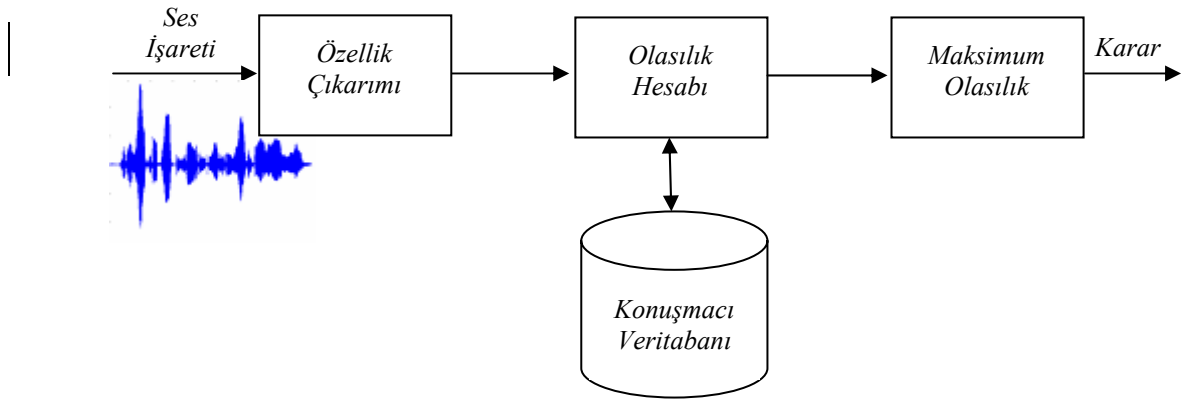 Ses
İşareti
Özellik
Çıkarımı
Olasılık
Hesabı
Maksimum
Olasılık
Karar
Konuşmacı
Veritabanı